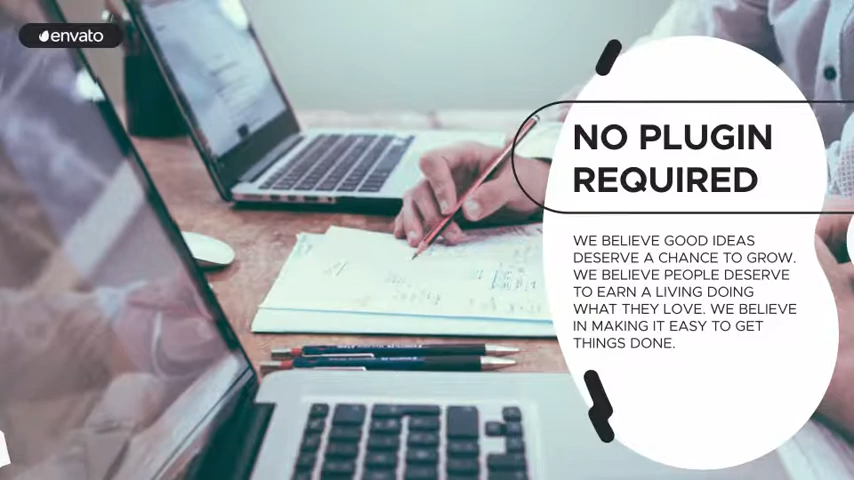 envato
NO PLUGIN
REQUIRED
WE BELIEVE GOOD IDEAS
DESERVE A CHANCE TO GROW.
WE BELIEVE PEOPLE DESERVE
TO EARN A LIVING DOING
WHAT THEY LOVE. WE BELIEVE
IN MAKING IT EASY TO GET
THINGS DONE.